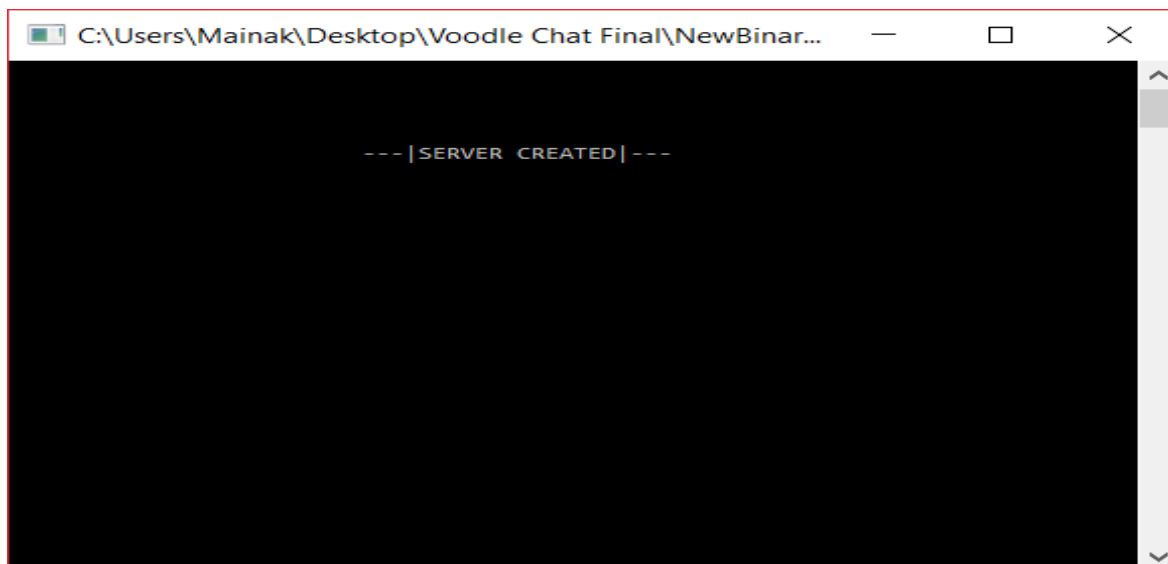 C:\Users\Mainak\Desktop\Voodle Chat Final\NewBinar...
---|SERVER CREATED|---